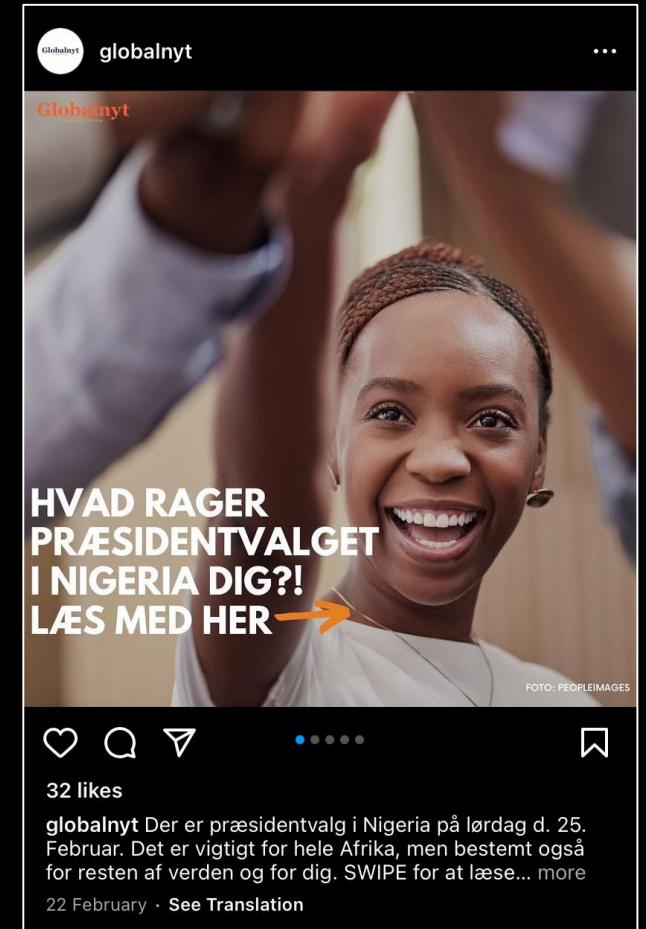 Globalnyt
globalnyt
Globalnyt
HVAD RAGER
PRÆSIDENTVALGET
I NIGERIA DIG?!
LÆS MED HER
FOTO: PEOPLEIMAGES
32 likes
globalnyt Der er præsidentvalg i Nigeria på lørdag d. 25.
Februar. Det er vigtigt for hele Afrika, men bestemt også
for resten af verden og for dig. SWIPE for at læse... more
22 February · See Translation